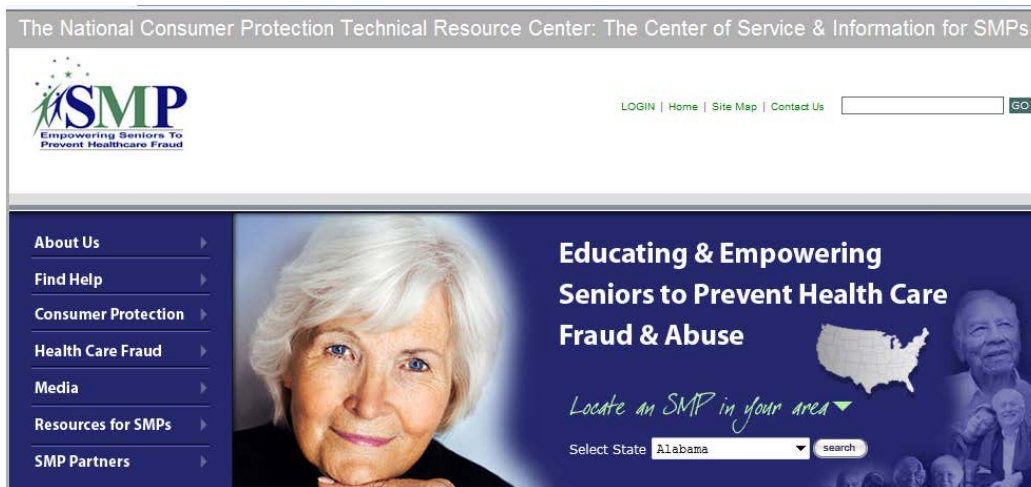 The National Consumer Protection Technical Resource Center: The Center of Service & Information for SMPs
SMP
Empowering Seniors To
Prevent Healthcare Fraud
LOGIN | Home | Site Map | Contact Us
GO
About Us
Find Help
Consumer Protection
Health Care Fraud
Media
Resources for SMPs
SMP Partners
Educating & Empowering
Seniors to Prevent Health Care
Fraud & Abuse
Locate an SMP in your area
Select State Alabama search